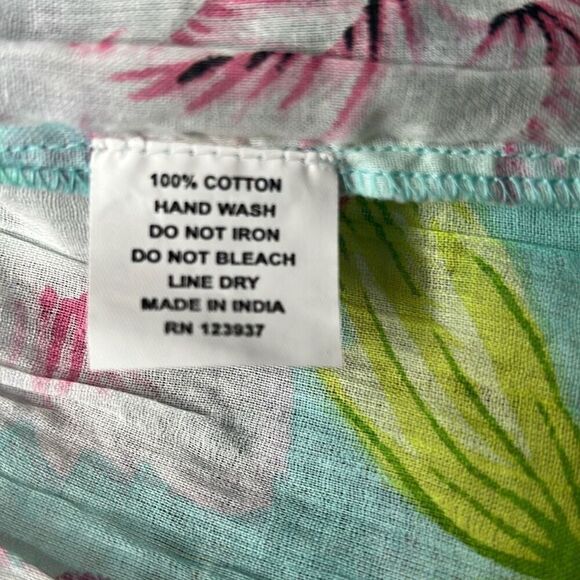 100% COTTON
HAND WASH
DO NOT IRON
DO NOT BLEACH
LINE DRY
MADE IN INDIA
RN 123937